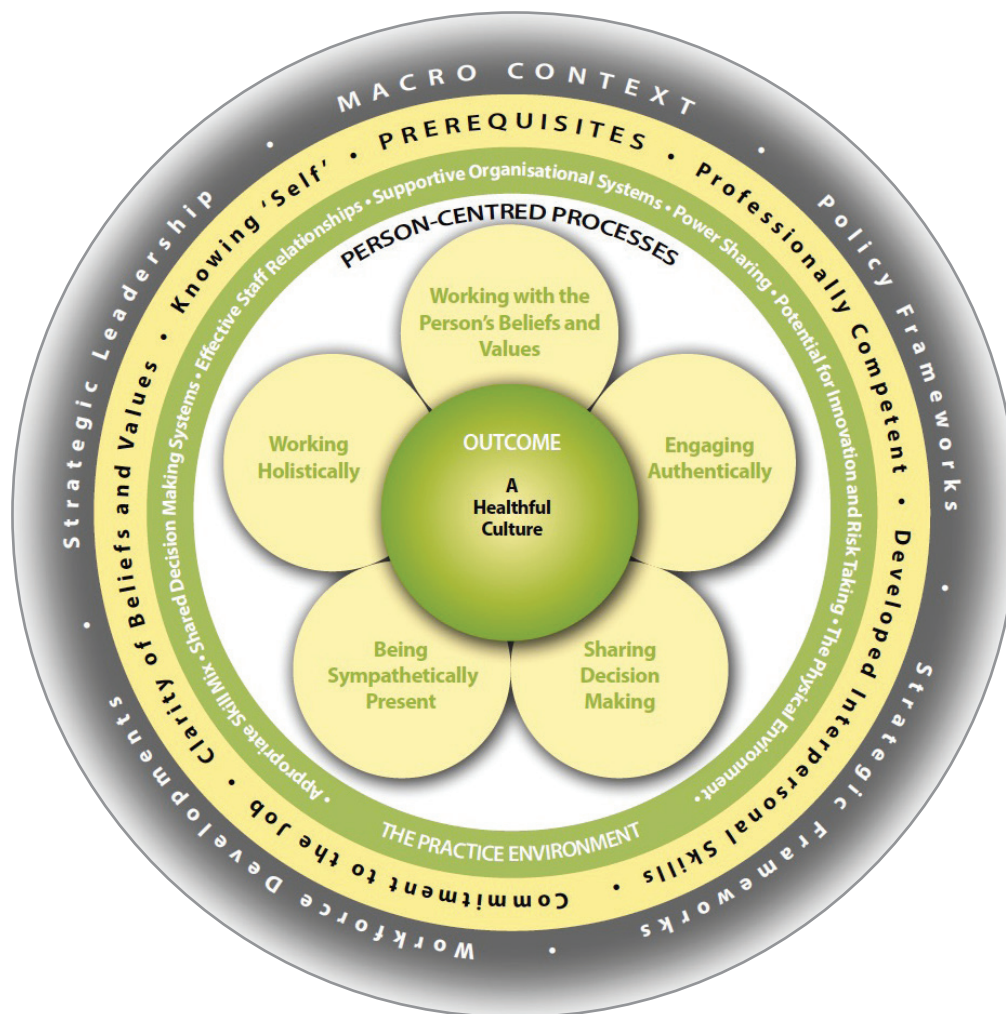 MACRO CONTEXT
•
Policy Frameworks
•
Strategic Frameworks
•
Workforce Developments
•
Strategic Leadership
•
PREREQUISITES • Professionally Competent • Developed Interpersonal Skills • Commitment to the Job • Clarity of Beliefs and Values • Knowing ‘Self’ •
• Appropriate Skill Mix • Shared Decision Making Systems • Effective Staff Relationships • Supportive Organisational Systems • Power Sharing • Potential for Innovation and Risk Taking • The Physical Environment •
THE PRACTICE ENVIRONMENT
PERSON-CENTRED PROCESSES
Working with the
Person’s Beliefs and
Values
Engaging
Authentically
Sharing
Decision
Making
Being
Sympathetically
Present
Working
Holistically
OUTCOME
A
Healthful
Culture